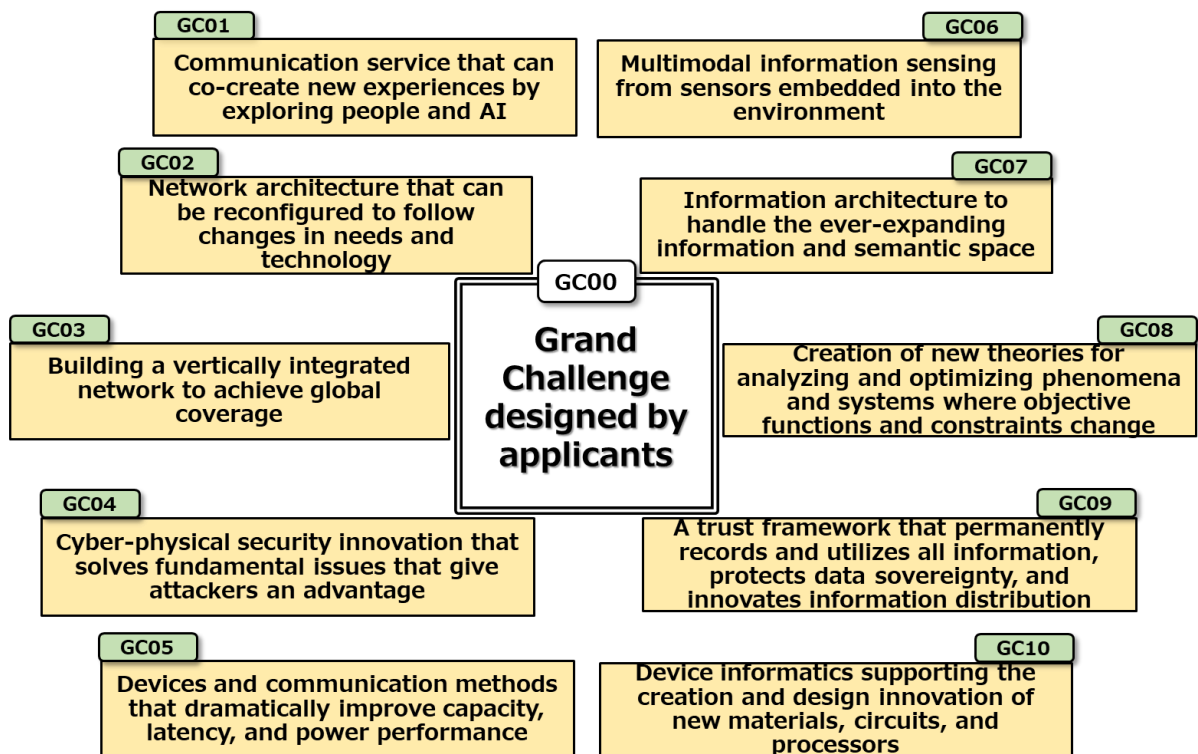 GC01
Communication service that can
co-create new experiences by
exploring people and AI
GC02
Network architecture that can
be reconfigured to follow
changes in needs and
technology
GC03
Building a vertically integrated
network to achieve global
coverage
GC04
Cyber-physical security innovation that
solves fundamental issues that give
attackers an advantage
GC05
Devices and communication methods
that dramatically improve capacity,
latency, and power performance
GC00
Grand
Challenge
designed by
applicants
GC06
Multimodal information sensing
from sensors embedded into the
environment
GC07
Information architecture to
handle the ever-expanding
information and semantic space
GC08
Creation of new theories for
analyzing and optimizing phenomena
and systems where objective
functions and constraints change
GC09
A trust framework that permanently
records and utilizes all information,
protects data sovereignty, and
innovates information distribution
GC10
Device informatics supporting the
creation and design innovation of
new materials, circuits, and
processors